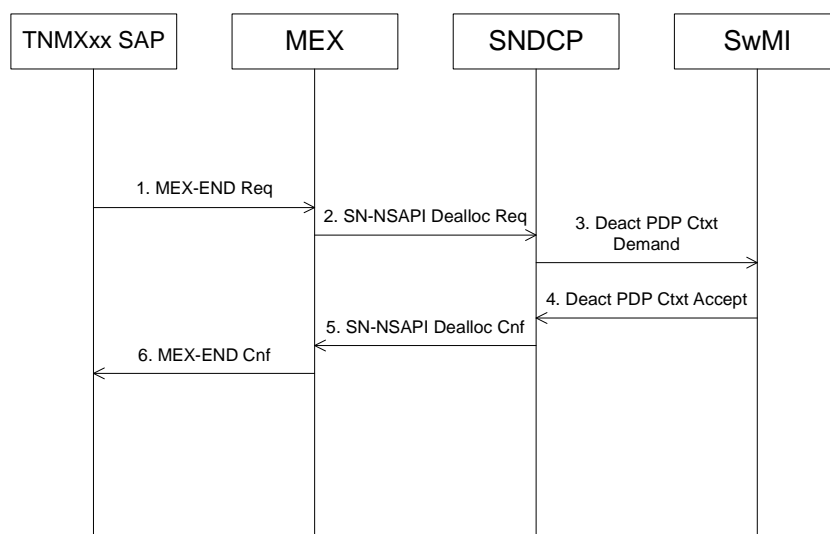 TNMXxx SAP
MEX
SNDCP
SwMI
1. MEX-END Req
2. SN-NSAPI Dealloc Req
3. Deact PDP Ctxt
Demand
4. Deact PDP Ctxt Accept
5. SN-NSAPI Dealloc Cnf
6. MEX-END Cnf